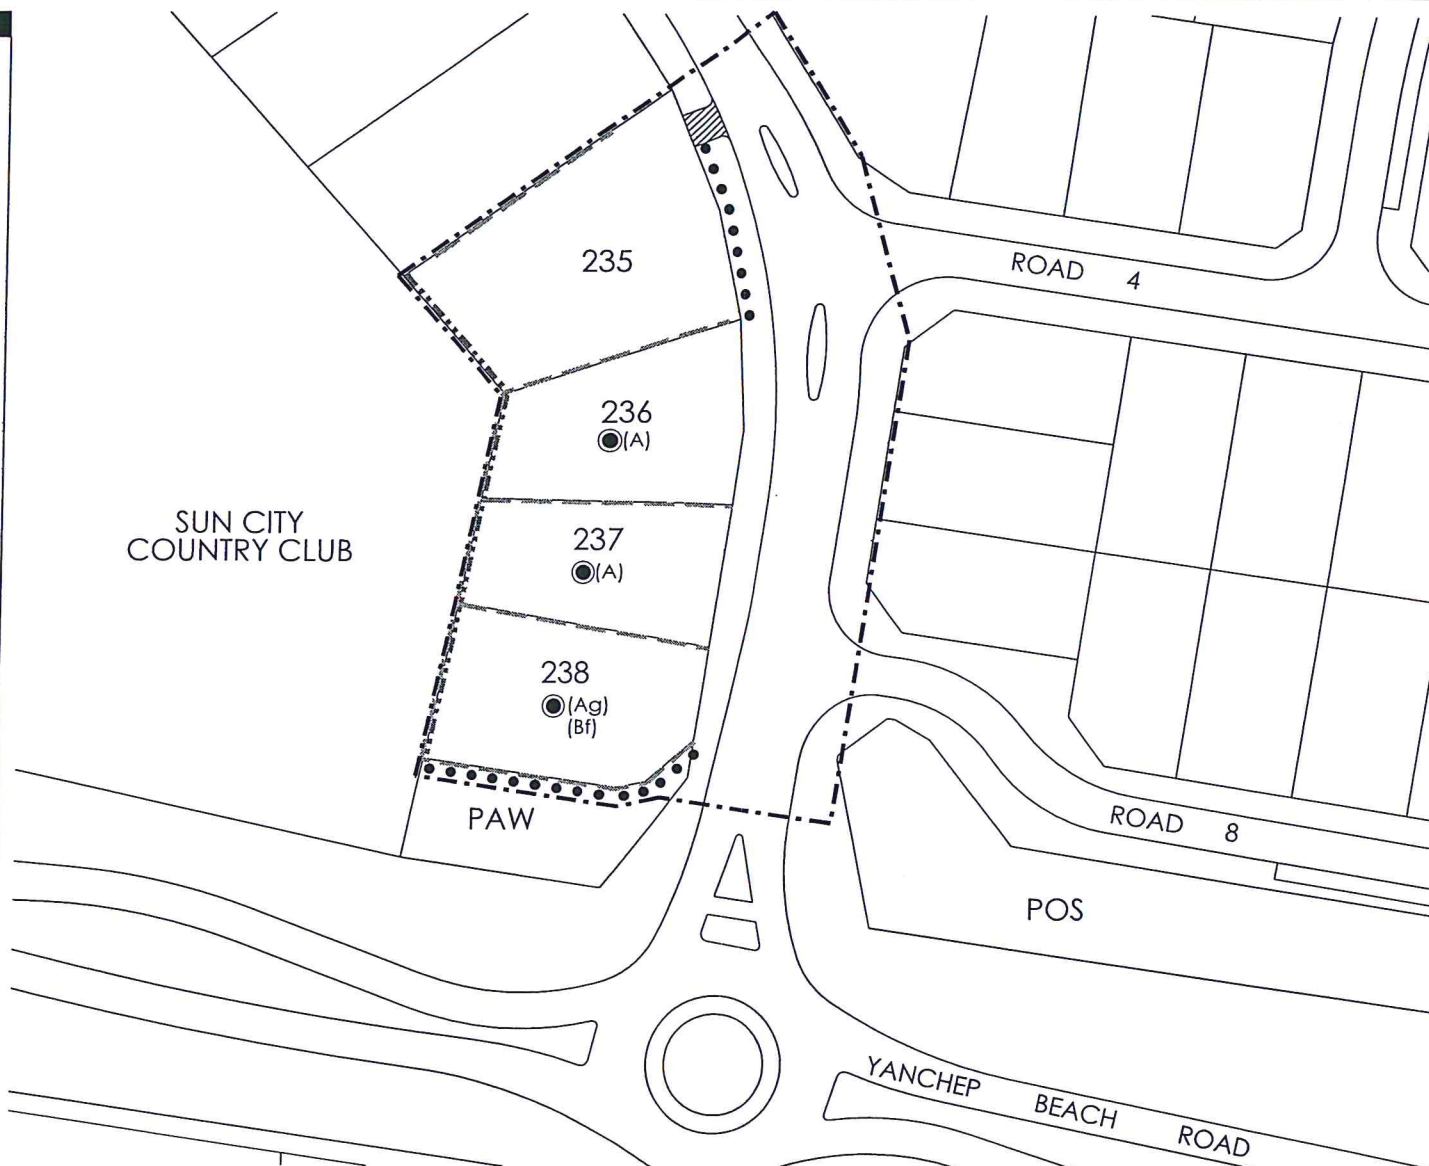 235
ROAD 4
236
(A)
SUN CITY
COUNTRY CLUB
237
(A)
238
(Ag)
(Bf)
PAW
ROAD 8
POS
YANCHEP BEACH ROAD